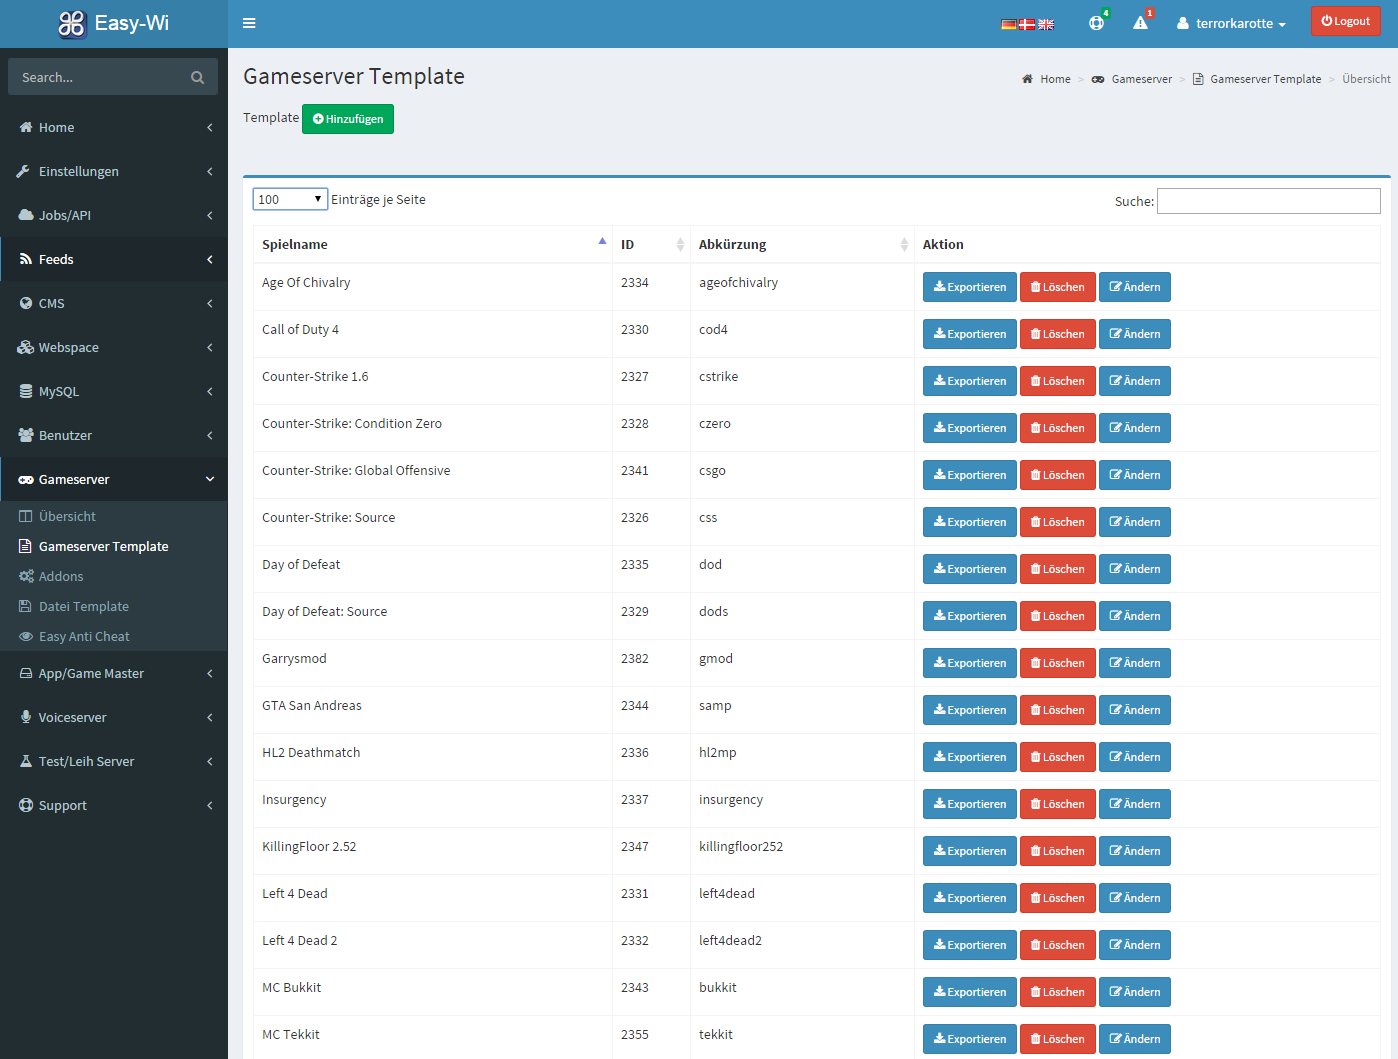 Easy-Wi
4
1
terrorkarotte
Logout
Search...
Home
Einstellungen
Jobs/API
Feeds
CMS
Webspace
MySQL
Benutzer
Gameserver
Übersicht
Gameserver Template
Addons
Datei Template
Easy Anti Cheat
App/Game Master
Voiceserver
Test/Leih Server
Support
Gameserver Template
Home > Gameserver > Gameserver Template > Übersicht
Template Hinzufügen
100 Einträge je Seite
Suche:
Spielname ID Abkürzung Aktion
Age Of Chivalry 2334 ageofchivalry Exportieren Löschen Ändern
Call of Duty 4 2330 cod4 Exportieren Löschen Ändern
Counter-Strike 1.6 2327 cstrike Exportieren Löschen Ändern
Counter-Strike: Condition Zero 2328 czero Exportieren Löschen Ändern
Counter-Strike: Global Offensive 2341 csgo Exportieren Löschen Ändern
Counter-Strike: Source 2326 css Exportieren Löschen Ändern
Day of Defeat 2335 dod Exportieren Löschen Ändern
Day of Defeat: Source 2329 dods Exportieren Löschen Ändern
Garrysmod 2382 gmod Exportieren Löschen Ändern
GTA San Andreas 2344 samp Exportieren Löschen Ändern
HL2 Deathmatch 2336 hl2mp Exportieren Löschen Ändern
Insurgency 2337 insurgency Exportieren Löschen Ändern
KillingFloor 2.52 2347 killingfloor252 Exportieren Löschen Ändern
Left 4 Dead 2331 left4dead Exportieren Löschen Ändern
Left 4 Dead 2 2332 left4dead2 Exportieren Löschen Ändern
MC Bukkit 2343 bukkit Exportieren Löschen Ändern
MC Tekkit 2355 tekkit Exportieren Löschen Ändern